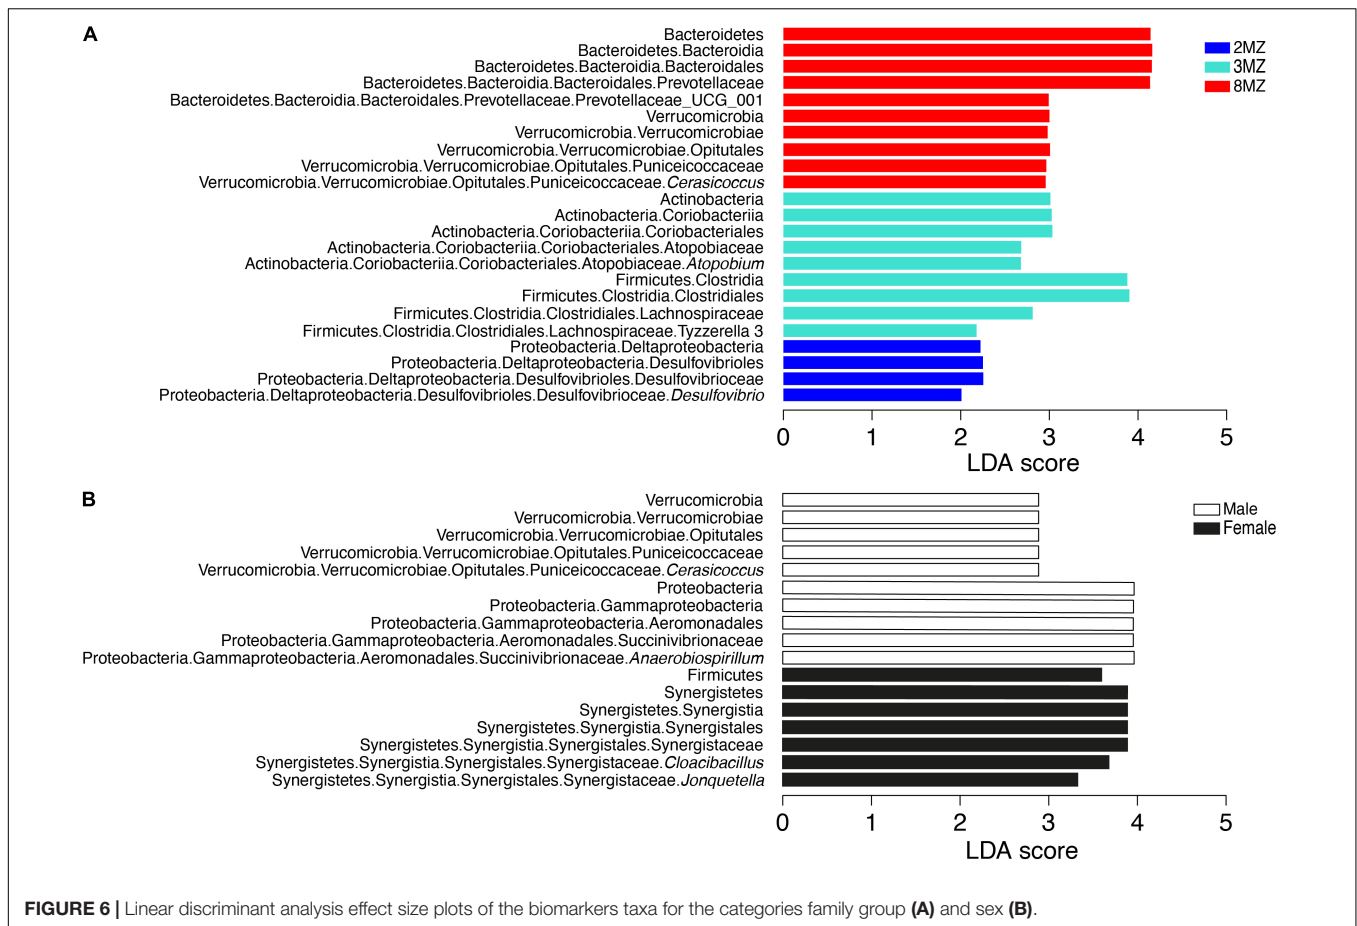 A
Bacteroidetes
Bacteroidetes.Bacteroidia
Bacteroidetes.Bacteroidia.Bacteroidales
Bacteroidetes.Bacteroidia.Bacteroidales.Prevotellaceae
Bacteroidetes.Bacteroidia.Bacteroidales.Prevotellaceae.Prevotellaceae_UCG_001
Verrucomicrobia
Verrucomicrobia.Verrucomicrobiae
Verrucomicrobia.Verrucomicrobiae.Opitutales
Verrucomicrobia.Verrucomicrobiae.Opitutales.Puniceicoccaceae
Verrucomicrobia.Verrucomicrobiae.Opitutales.Puniceicoccaceae.Cerasicoccus
Actinobacteria
Actinobacteria.Coriobacteriia
Actinobacteria.Coriobacteriia.Coriobacteriales
Actinobacteria.Coriobacteriia.Coriobacteriales.Atopobiaceae
Actinobacteria.Coriobacteriia.Coriobacteriales.Atopobiaceae.Atopobium
Firmicutes.Clostridia
Firmicutes.Clostridia.Clostridiales
Firmicutes.Clostridia.Clostridiales.Lachnospiraceae
Firmicutes.Clostridia.Clostridiales.Lachnospiraceae.Tyzzerella 3
Proteobacteria.Deltaproteobacteria
Proteobacteria.Deltaproteobacteria.Desulfovibrioles
Proteobacteria.Deltaproteobacteria.Desulfovibrioles.Desulfovibrioceae
Proteobacteria.Deltaproteobacteria.Desulfovibrioles.Desulfovibrioceae.Desulfovibrio
2MZ
3MZ
8MZ
0 1 2 3 4 5
LDA score
B
Verrucomicrobia
Verrucomicrobia.Verrucomicrobiae
Verrucomicrobia.Verrucomicrobiae.Opitutales
Verrucomicrobia.Verrucomicrobiae.Opitutales.Puniceicoccaceae
Verrucomicrobia.Verrucomicrobiae.Opitutales.Puniceicoccaceae.Cerasicoccus
Proteobacteria
Proteobacteria.Gammaproteobacteria
Proteobacteria.Gammaproteobacteria.Aeromonadales
Proteobacteria.Gammaproteobacteria.Aeromonadales.Succinivibrionaceae
Proteobacteria.Gammaproteobacteria.Aeromonadales.Succinivibrionaceae.Anaerobiospirillum
Firmicutes
Synergistetes
Synergistetes.Synergistia
Synergistetes.Synergistia.Synergistales
Synergistetes.Synergistia.Synergistales.Synergistaceae
Synergistetes.Synergistia.Synergistales.Synergistaceae.Cloacibacillus
Synergistetes.Synergistia.Synergistales.Synergistaceae.Jonquetella
Male
Female
0 1 2 3 4 5
LDA score
FIGURE 6 | Linear discriminant analysis effect size plots of the biomarkers taxa for the categories family group (A) and sex (B).